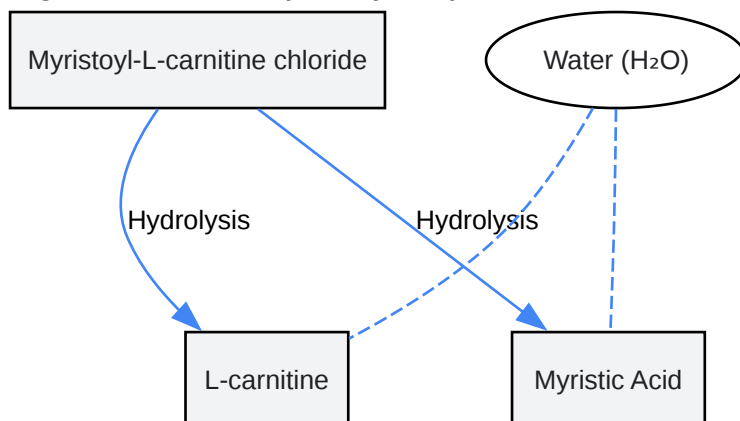 Myristoyl-L-carnitine chloride
Water (H₂O)
Hydrolysis
Hydrolysis
L-carnitine
Myristic Acid